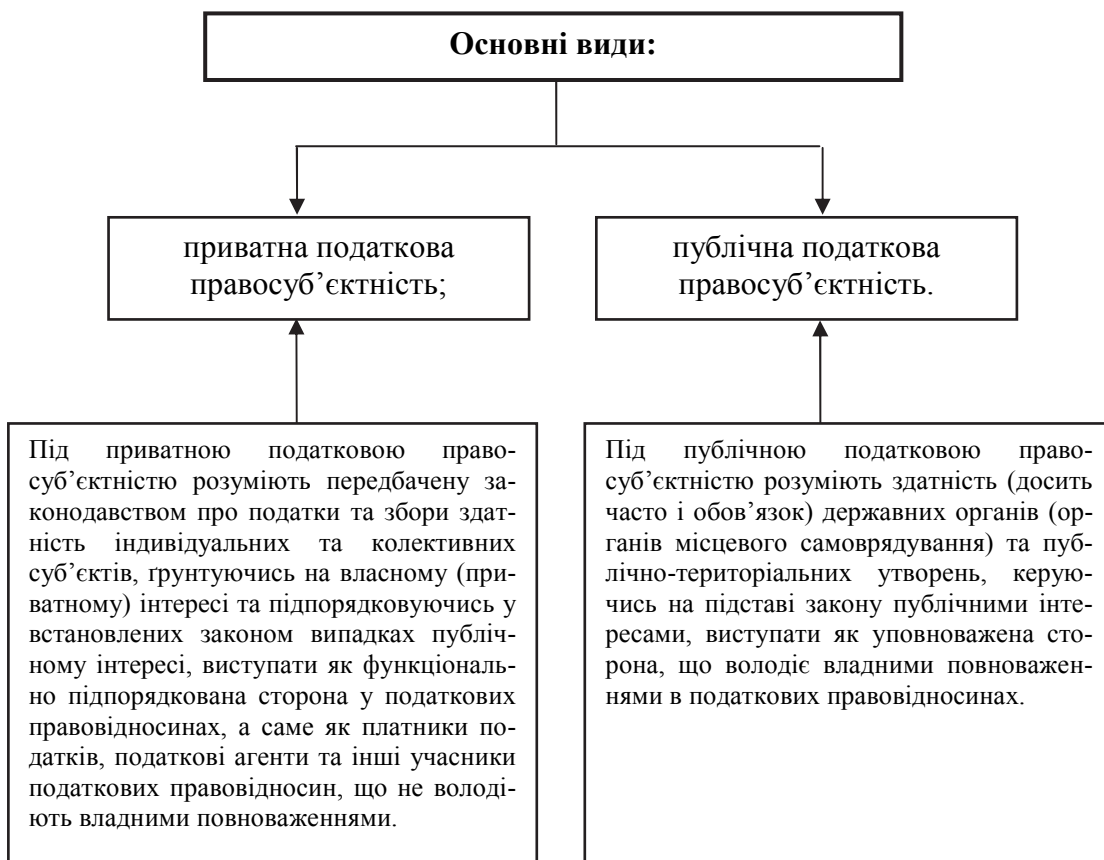 Основні види:
приватна податкова
правосуб’єктність;
публічна податкова
правосуб’єктність.
Під приватною податковою право-
суб’єктністю розуміють передбачену за-
конодавством про податки та збори здат-
ність індивідуальних та колективних
суб’єктів, ґрунтуючись на власному (при-
ватному) інтересі та підпорядковуючись у
встановлених законом випадках публіч-
ному інтересі, виступати як функціональ-
но підпорядкована сторона у податкових
правовідносинах, а саме як платники по-
датків, податкові агенти та інші учасники
податкових правовідносин, що не володі-
ють владними повноваженнями.
Під публічною податковою право-
суб’єктністю розуміють здатність (досить
часто і обов’язок) державних органів (ор-
ганів місцевого самоврядування) та пуб-
лічно-територіальних утворень, керую-
чись на підставі закону публічними інте-
ресами, виступати як уповноважена сто-
рона, що володіє владними повноважен-
нями в податкових правовідносинах.